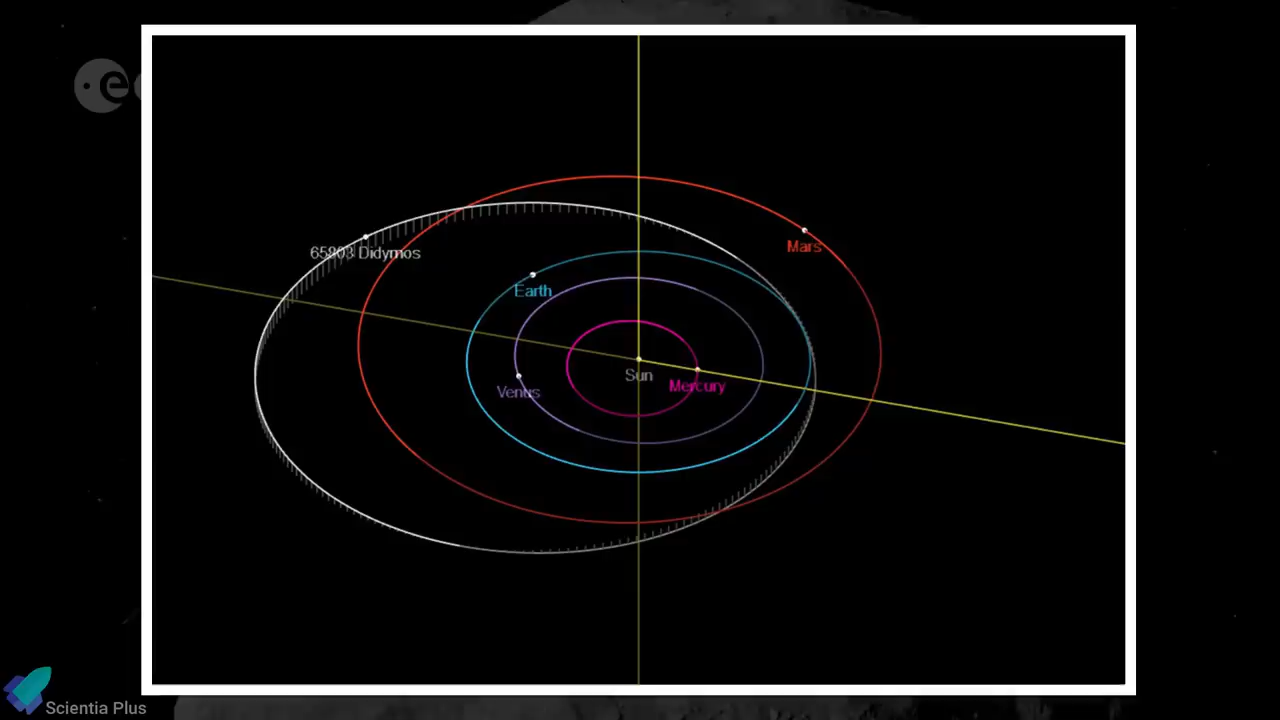 65803 Didymos
Mars
Earth
Sun
Venus
Mercury
Scientia Plus